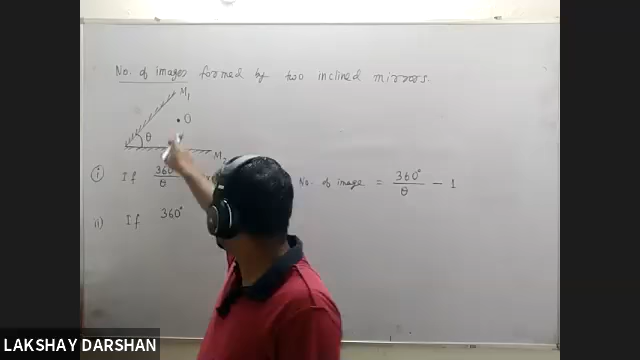 No. of images formed by two inclined mirrors.
M₁
O
θ
M₂
(i) If 360°/θ No. of image = 360°/θ - 1
ii) If 360°
LAKSHAY DARSHAN